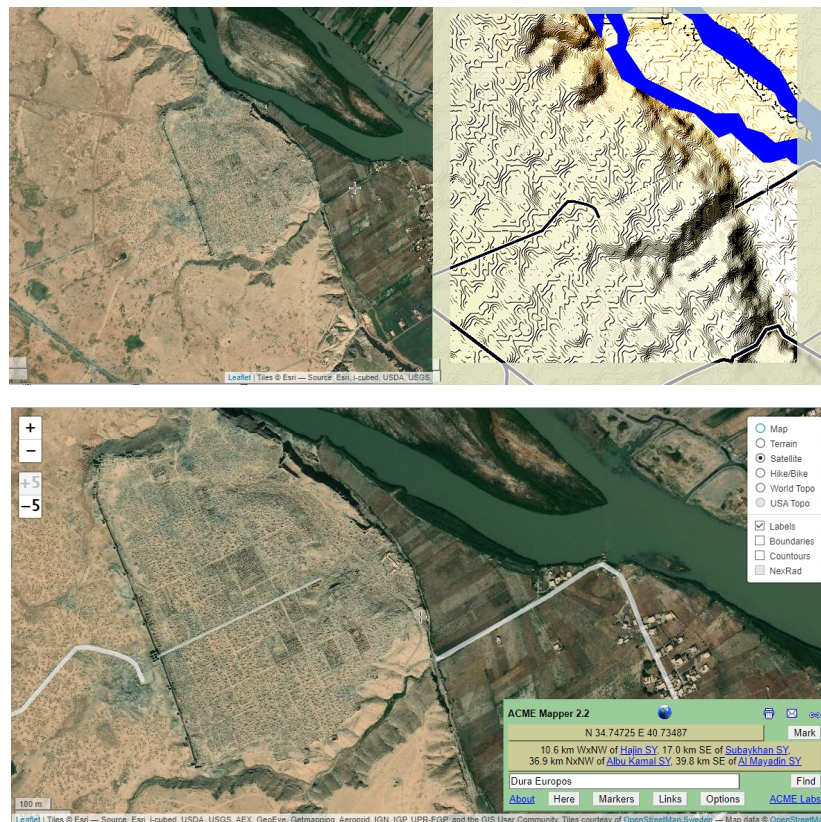 Leaflet | Tiles © Esri — Source: Esri, i-cubed, USDA, USGS,
+
−
+5
−5
Map
Terrain
Satellite
Hike/Bike
World Topo
USA Topo
Labels
Boundaries
Countours
NexRad
ACME Mapper 2.2
N 34.74725 E 40.73487
Mark
10.6 km WxNW of Hajin SY, 17.0 km SE of Subaykhan SY,
36.9 km NxNW of Albu Kamal SY, 39.8 km SE of Al Mayadin SY
Dura Europos
Find
About
Here
Markers
Links
Options
ACME Labs
100 m
Leaflet | Tiles © Esri — Source: Esri, i-cubed, USDA, USGS, AEX, GeoEye, Getmapping, Aerogrid, IGN, IGP, UPR-EGP, and the GIS User Community, Tiles courtesy of OpenStreetMap Sweden — Map data © OpenStreetMa